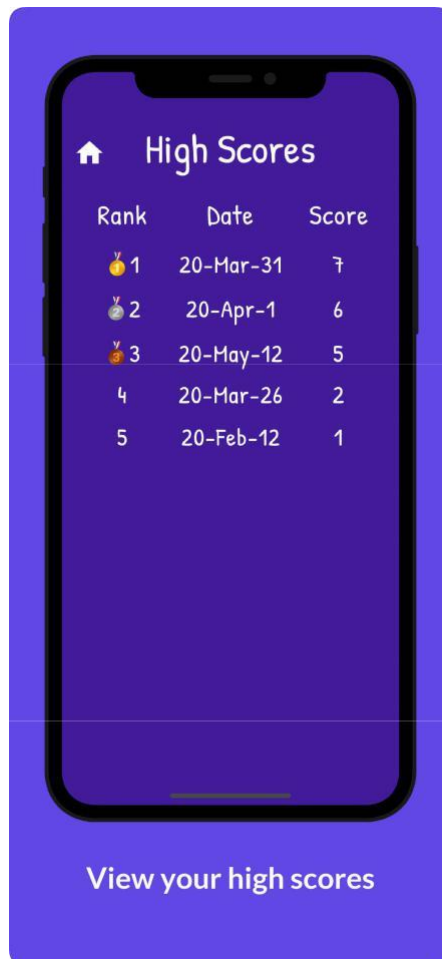 High Scores
Rank Date Score
1 20-Mar-31 7
2 20-Apr-1 6
3 20-May-12 5
4 20-Mar-26 2
5 20-Feb-12 1
View your high scores